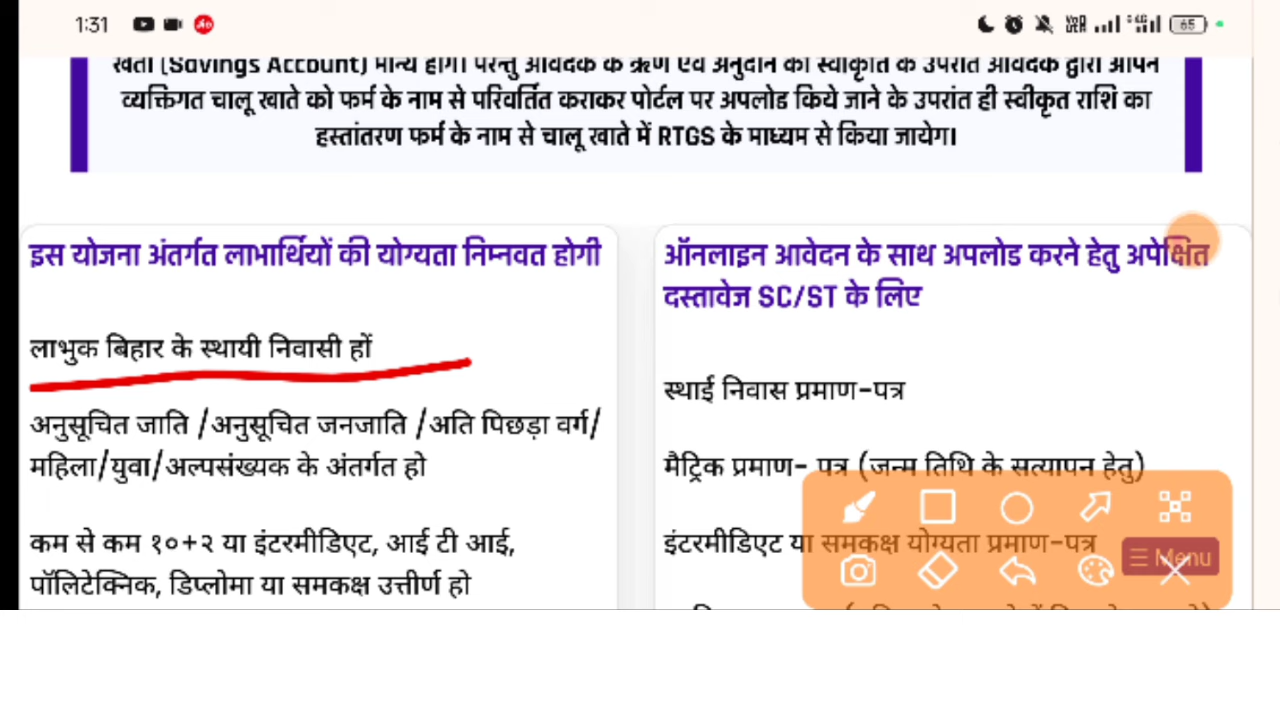 1:31
65
खाता (Savings Account) मान्य होगा। परन्तु आवेदक के ऋण एवं अनुदान की स्वीकृति के उपरांत आवेदक द्वारा अपने
व्यक्तिगत चालू खाते को फर्म के नाम से परिवर्तित कराकर पोर्टल पर अपलोड किये जाने के उपरांत ही स्वीकृत राशि का
हस्तांतरण फर्म के नाम से चालू खाते में RTGS के माध्यम से किया जायेगा।
इस योजना अंतर्गत लाभार्थियों की योग्यता निम्नवत होगी
लाभुक बिहार के स्थायी निवासी हों
अनुसूचित जाति /अनुसूचित जनजाति /अति पिछड़ा वर्ग/
महिला/युवा/अल्पसंख्यक के अंतर्गत हो
कम से कम १०+२ या इंटरमीडिएट, आई टी आई,
पॉलिटेक्निक, डिप्लोमा या समकक्ष उत्तीर्ण हो
ऑनलाइन आवेदन के साथ अपलोड करने हेतु अपेक्षित
दस्तावेज SC/ST के लिए
स्थाई निवास प्रमाण-पत्र
मैट्रिक प्रमाण- पत्र (जन्म तिथि के सत्यापन हेतु)
इंटरमीडिएट या समकक्ष योग्यता प्रमाण-पत्र
Menu